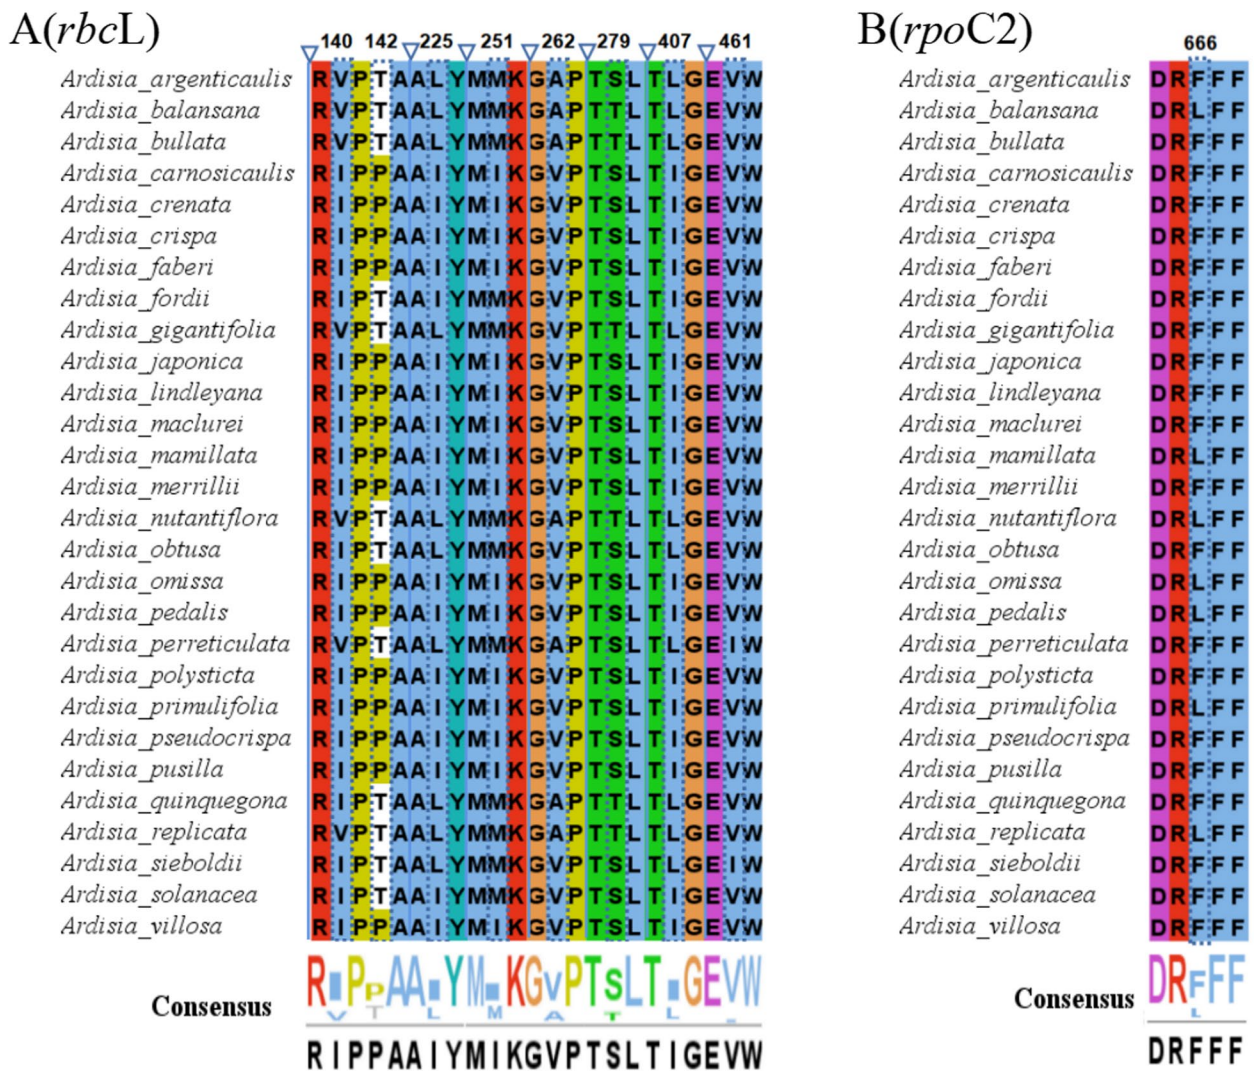 A(rbcL)
140 142 225 251 262 279 407 461
Ardisia_argenticaulis RVPTAALYMMKGAPTSLTLGEVW
Ardisia_balansana RVPTAALYMMKGAPTTLTLGEVW
Ardisia_bullata RVPTAALYMMKGAPTTLTLGEVW
Ardisia_carnosicaulis RIPPAAIYMIKGVPTSLTIGEVW
Ardisia_crenata RIPPAAIYMIKGVPTSLTIGEVW
Ardisia_crispa RIPPAAIYMIKGVPTSLTIGEVW
Ardisia_faberi RIPPAAIYMIKGVPTSLTIGEVW
Ardisia_fordii RIPTAAIYMMKGVPTSLTIGEVW
Ardisia_gigantifolia RVPTAALYMMKGVPTTLTLGEVW
Ardisia_japonica RIPPAAIYMIKGVPTSLTIGEVW
Ardisia_lindleyana RIPPAAIYMIKGVPTSLTIGEVW
Ardisia_maclurei RIPPAAIYMIKGVPTSLTIGEVW
Ardisia_mamillata RIPPAAIYMIKGVPTSLTIGEVW
Ardisia_merrillii RIPPAAIYMIKGVPTSLTIGEVW
Ardisia_nutantiflora RVPTAALYMMKGAPTTLTLGEVW
Ardisia_obtusa RIPTAALYMMKGVPTSLTLGEVW
Ardisia_omissa RIPPAAIYMIKGVPTSLTIGEVW
Ardisia_pedalis RIPPAAIYMIKGVPTSLTIGEVW
Ardisia_perreticulata RVPTAALYMMKGAPTSLTLGEIW
Ardisia_polysticta RIPPAAIYMIKGVPTSLTIGEVW
Ardisia_primulifolia RIPPAAIYMIKGVPTSLTIGEVW
Ardisia_pseudocrispa RIPPAAIYMIKGVPTSLTIGEVW
Ardisia_pusilla RIPPAAIYMIKGVPTSLTIGEVW
Ardisia_quinquegona RIPTAALYMMKGAPTTLTLGEVW
Ardisia_replicata RVPTAALYMMKGAPTTLTLGEVW
Ardisia_sieboldii RIPTAALYMMKGVPTSLTLGEIW
Ardisia_solanacea RIPTAAIYMIKGVPTSLTIGEVW
Ardisia_villosa RIPPAAIYMIKGVPTSLTIGEVW
Consensus
RIPPAAIYMIKGVPTSLTIGEVW
B(rpoC2)
666
Ardisia_argenticaulis DRFFF
Ardisia_balansana DRLFF
Ardisia_bullata DRFFF
Ardisia_carnosicaulis DRFFF
Ardisia_crenata DRFFF
Ardisia_crispa DRFFF
Ardisia_faberi DRFFF
Ardisia_fordii DRFFF
Ardisia_gigantifolia DRFFF
Ardisia_japonica DRFFF
Ardisia_lindleyana DRFFF
Ardisia_maclurei DRFFF
Ardisia_mamillata DRLFF
Ardisia_merrillii DRFFF
Ardisia_nutantiflora DRLFF
Ardisia_obtusa DRFFF
Ardisia_omissa DRLFF
Ardisia_pedalis DRLFF
Ardisia_perreticulata DRFFF
Ardisia_polysticta DRFFF
Ardisia_primulifolia DRLFF
Ardisia_pseudocrispa DRFFF
Ardisia_pusilla DRFFF
Ardisia_quinquegona DRFFF
Ardisia_replicata DRLFF
Ardisia_sieboldii DRFFF
Ardisia_solanacea DRFFF
Ardisia_villosa DRFFF
Consensus
DRFFF